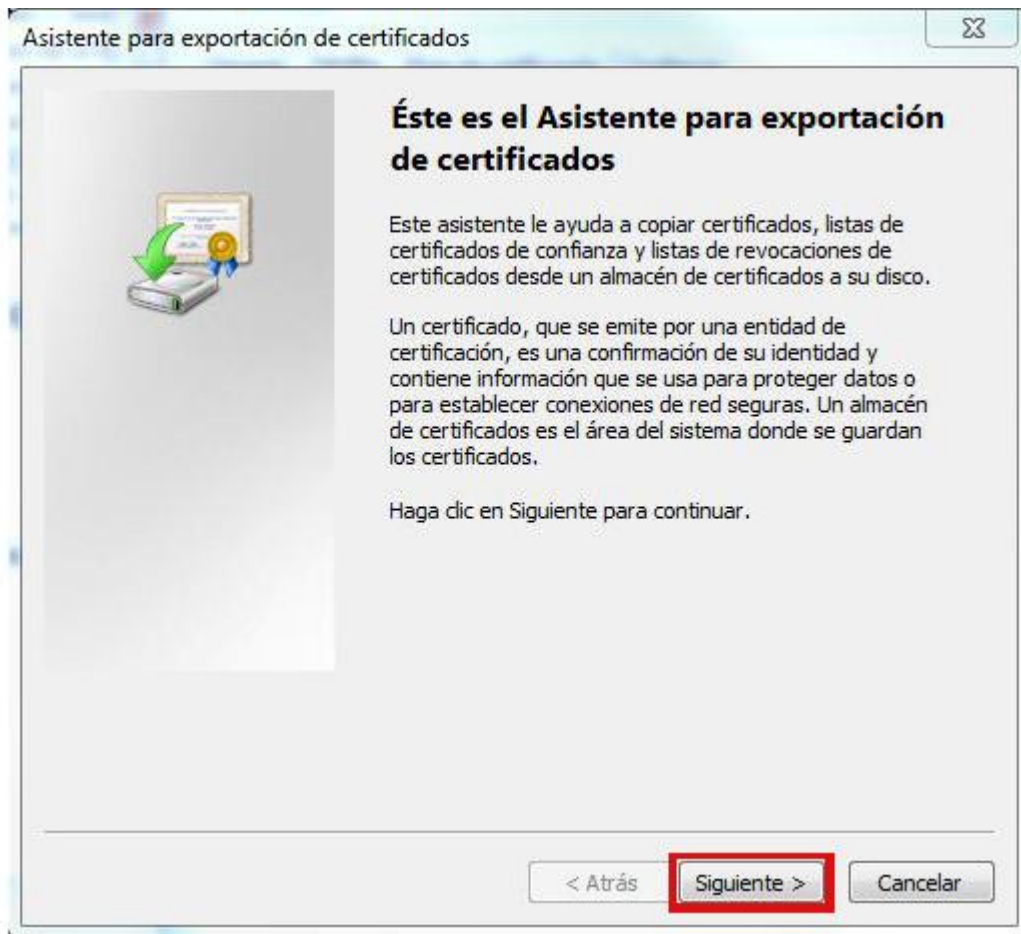 Asistente para exportación de certificados
Éste es el Asistente para exportación
de certificados
Este asistente le ayuda a copiar certificados, listas de
certificados de confianza y listas de revocaciones de
certificados desde un almacén de certificados a su disco.
Un certificado, que se emite por una entidad de
certificación, es una confirmación de su identidad y
contiene información que se usa para proteger datos o
para establecer conexiones de red seguras. Un almacén
de certificados es el área del sistema donde se guardan
los certificados.
Haga clic en Siguiente para continuar.
< Atrás
Siguiente >
Cancelar